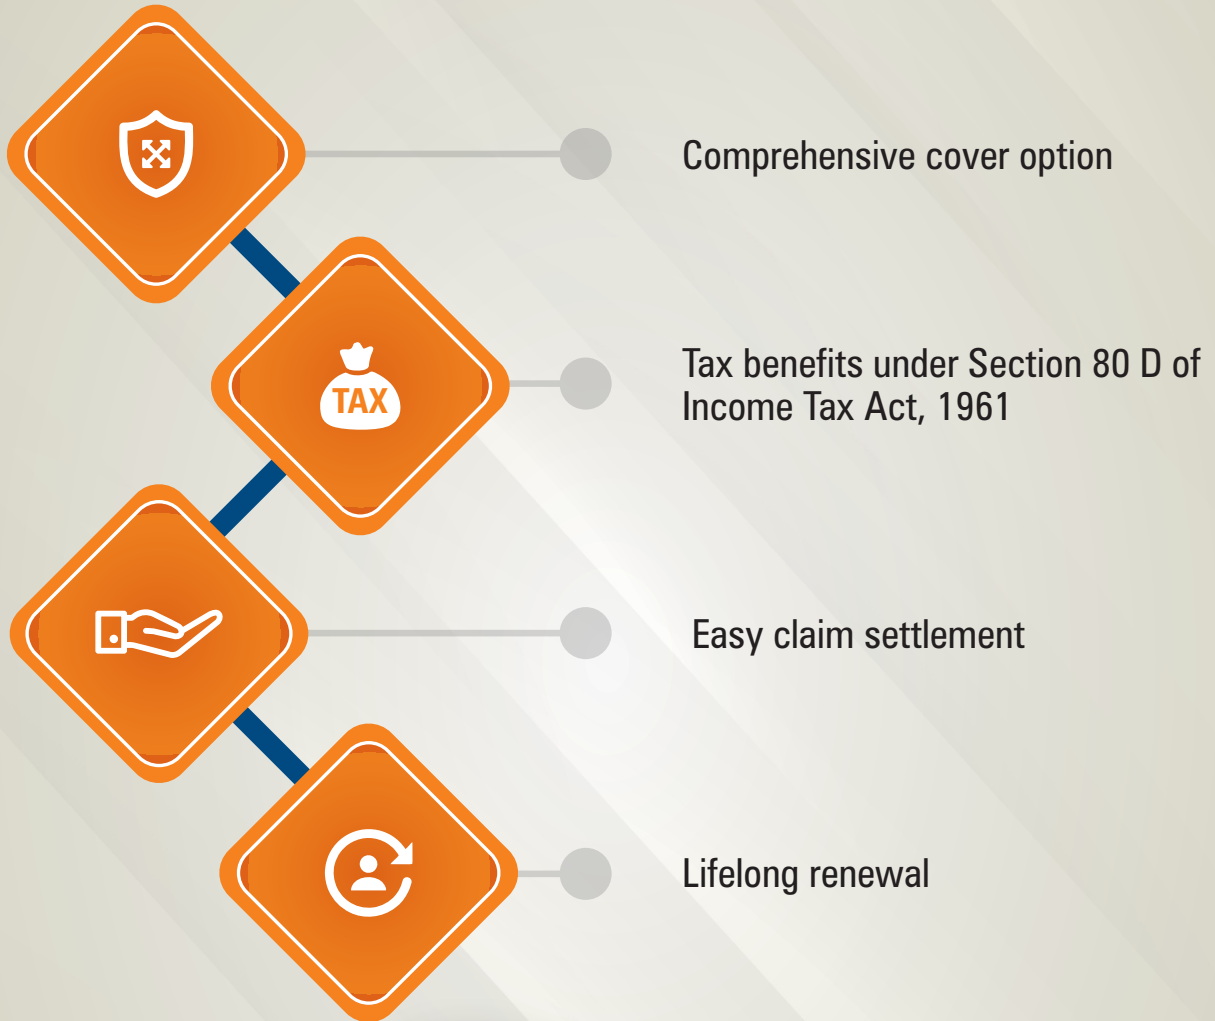 Comprehensive cover option
TAX
Tax benefits under Section 80 D of
Income Tax Act, 1961
Easy claim settlement
Lifelong renewal